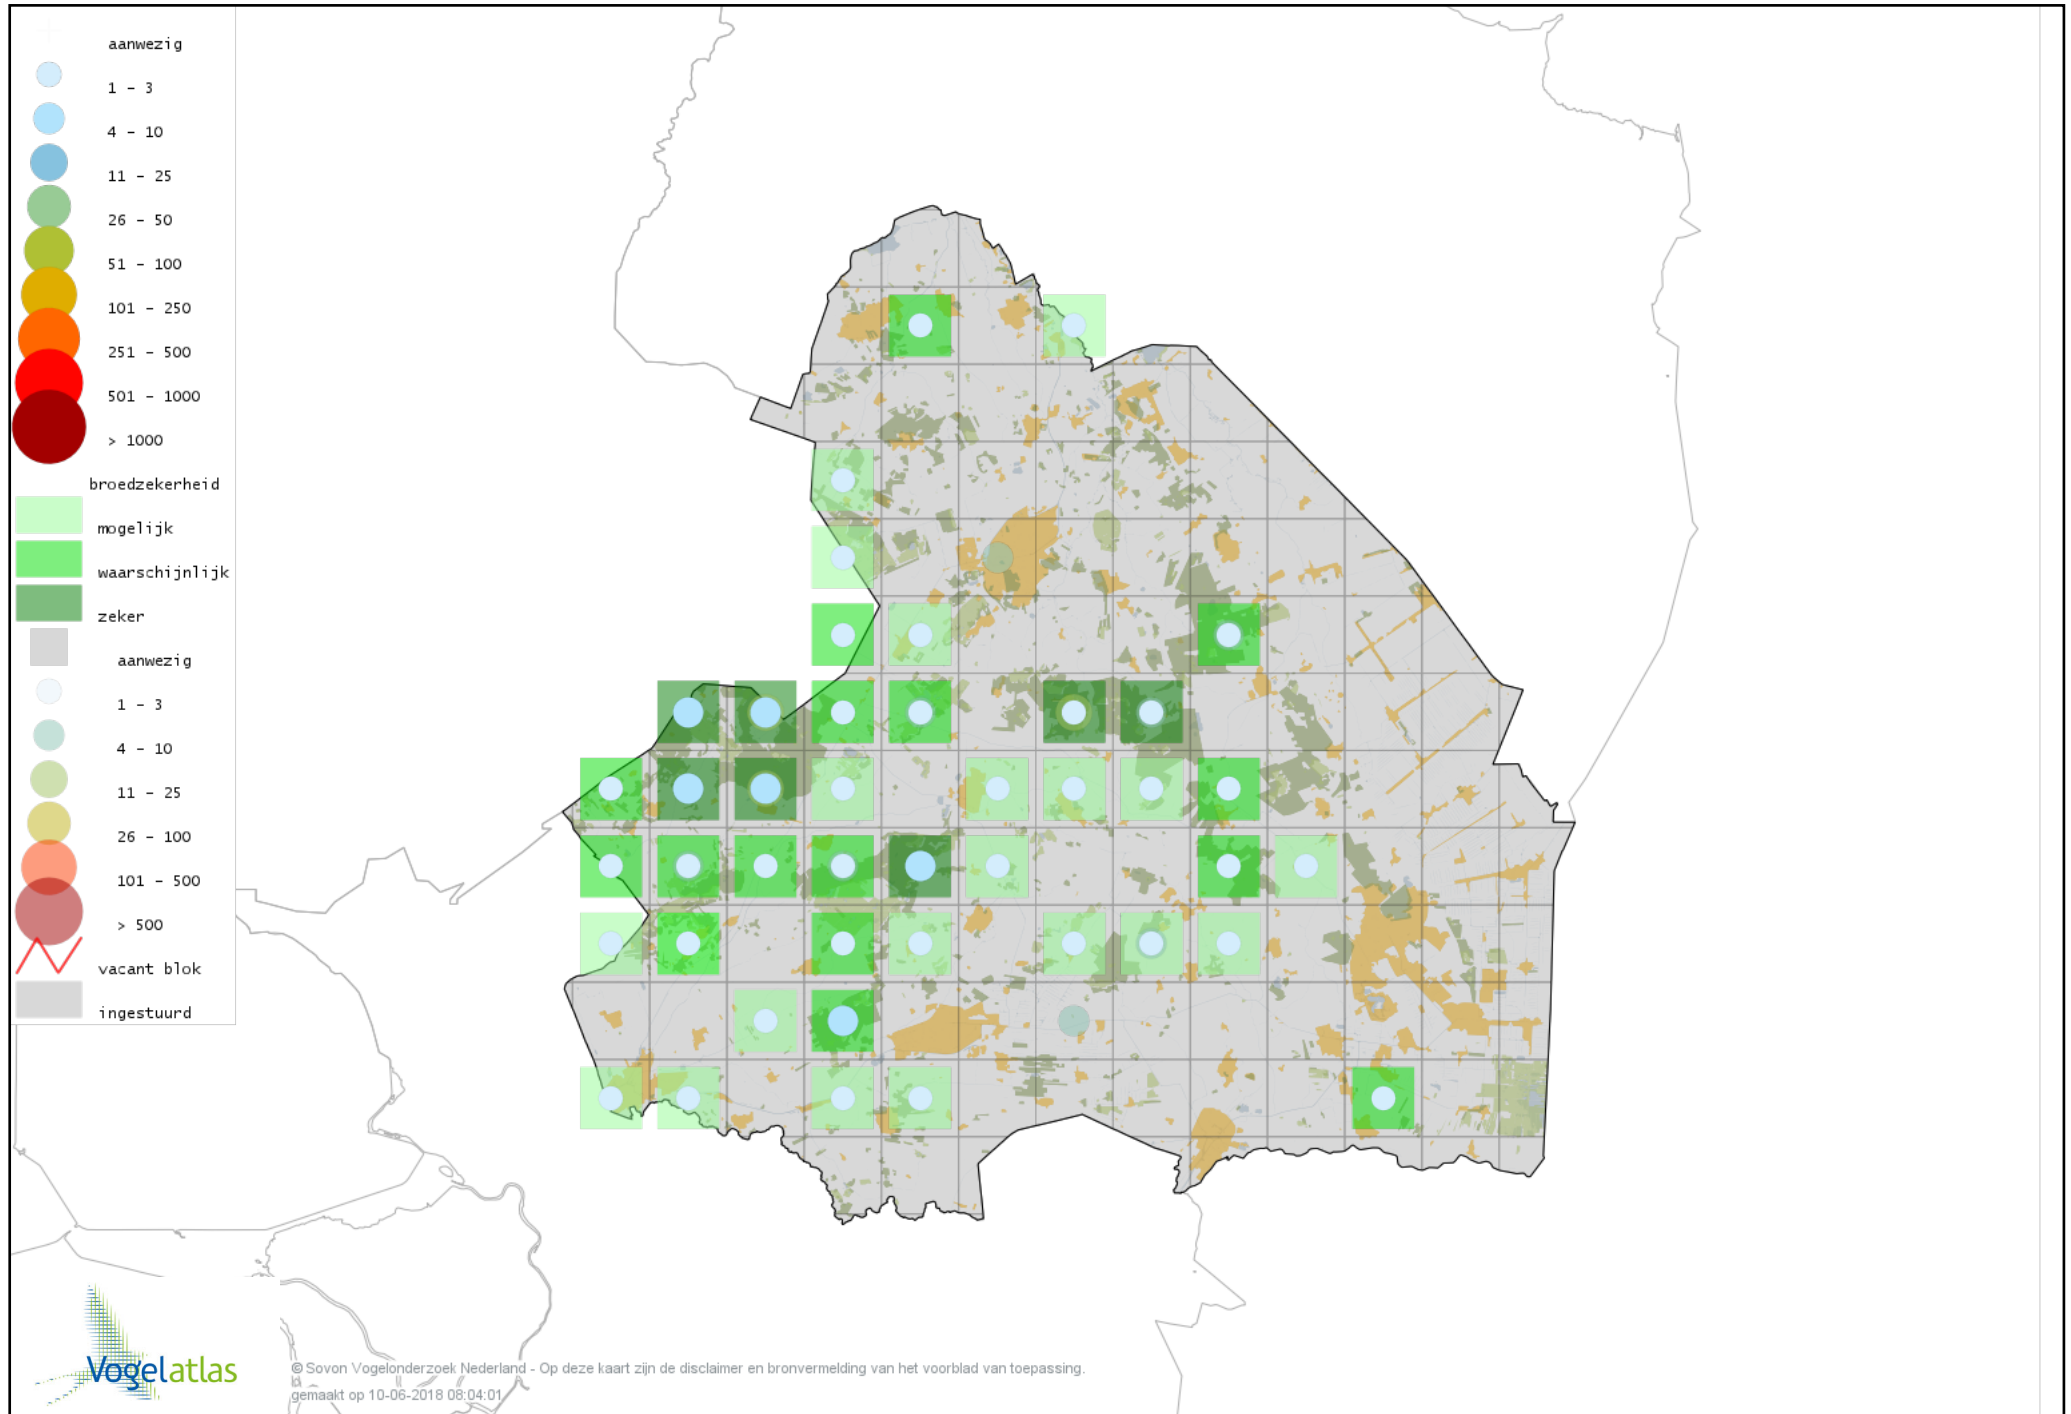 aanwezig
1 - 3
4 - 10
11 - 25
26 - 50
51 - 100
101 - 250
251 - 500
501 - 1000
> 1000
broedzekerheid
mogelijk
waarschijnlijk
zeker
aanwezig
1 - 3
4 - 10
11 - 25
26 - 100
101 - 500
> 500
vacant blok
ingestuurd
Vogelatlas
© Sovon Vogelonderzoek Nederland - Op deze kaart zijn de disclaimer en bronvermelding van het voorblad van toepassing.
gemaakt op 10-06-2018 08:04:01